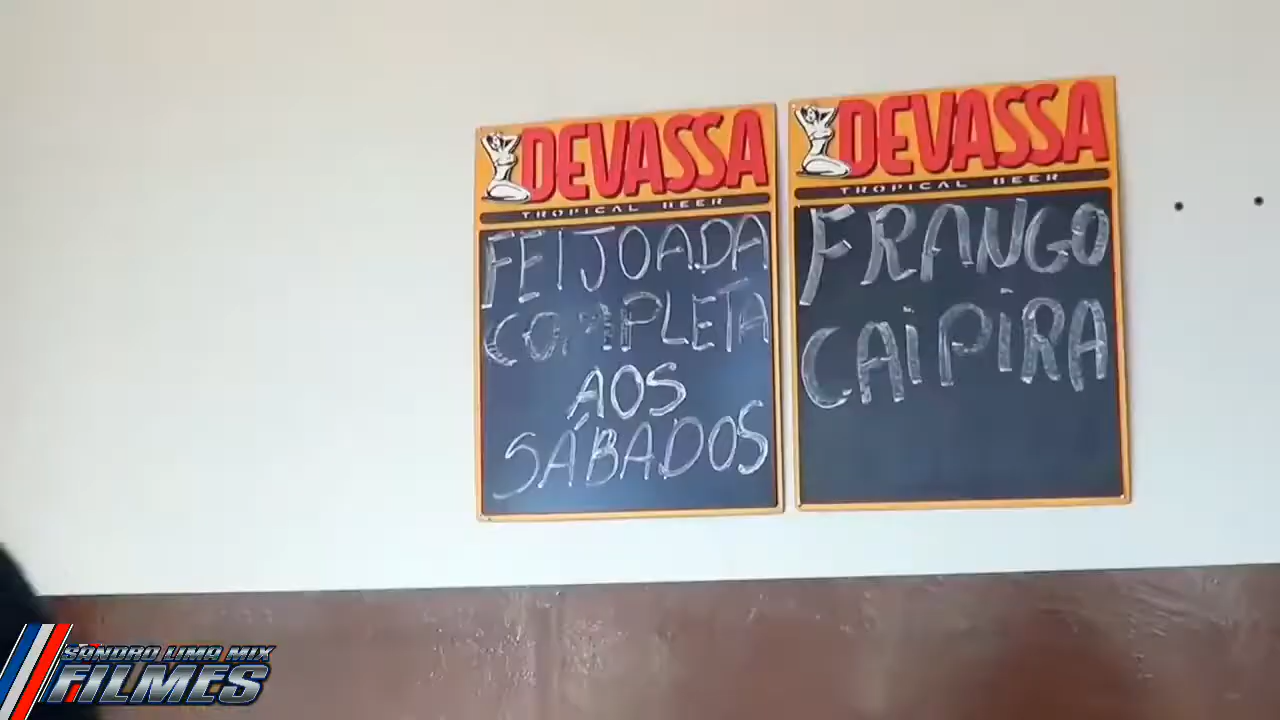 DEVASSA
TROPICAL BEER
FEIJOADA
COMPLETA
AOS
SÁBADOS
DEVASSA
TROPICAL BEER
FRANGO
CAIPIRA
SANDRO LIMA MIX
FILMES